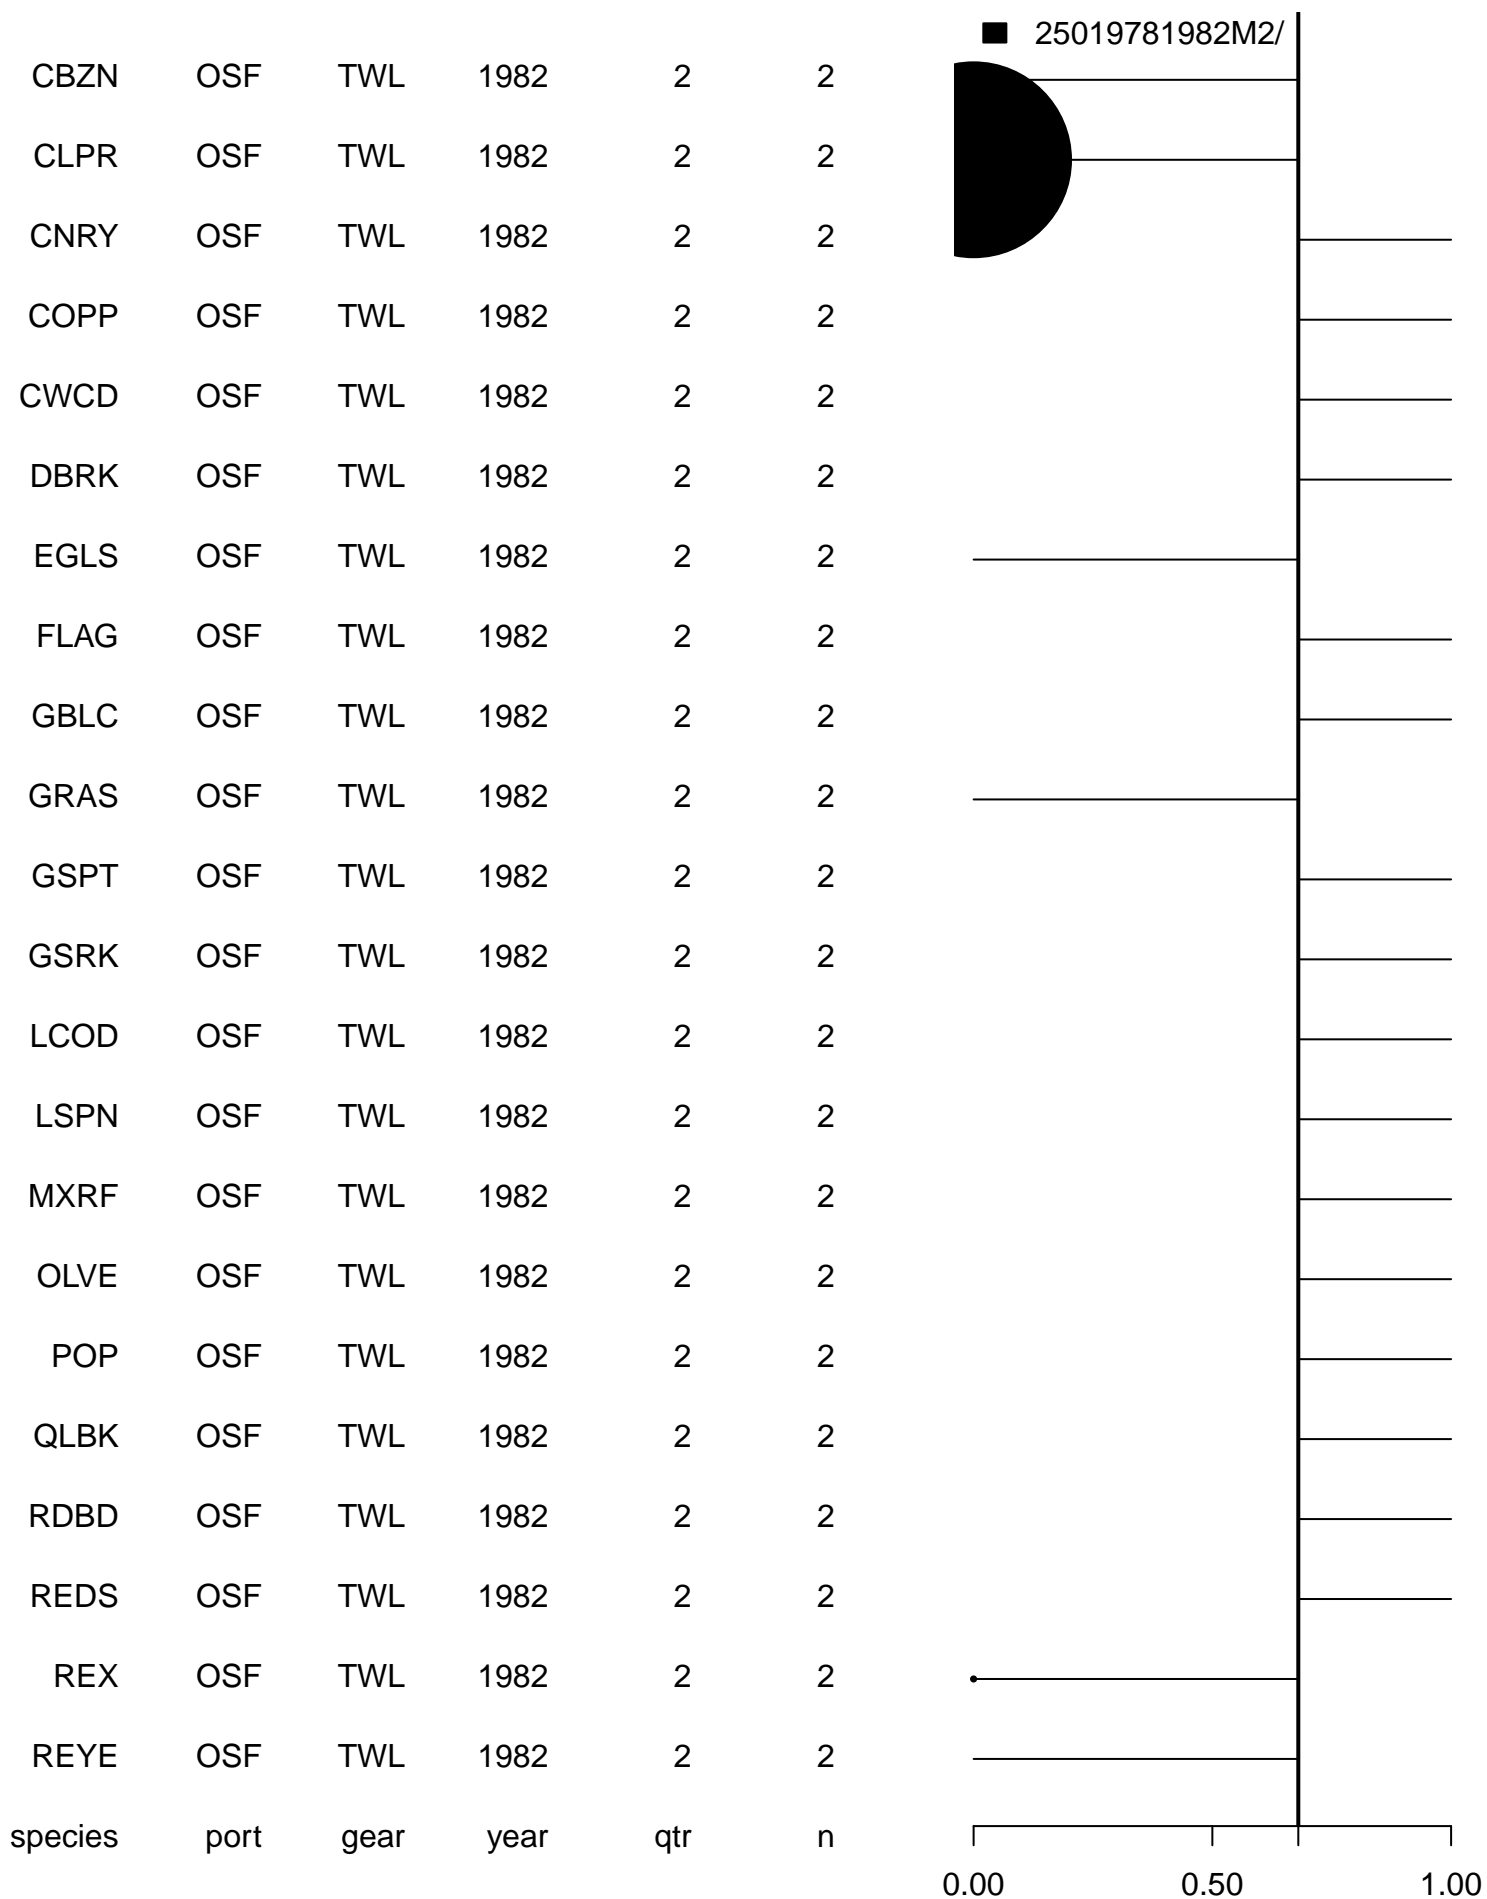 25019781982M2/
CBZN OSF TWL 1982 2 2
CLPR OSF TWL 1982 2 2
CNRY OSF TWL 1982 2 2
COPP OSF TWL 1982 2 2
CWCD OSF TWL 1982 2 2
DBRK OSF TWL 1982 2 2
EGLS OSF TWL 1982 2 2
FLAG OSF TWL 1982 2 2
GBLC OSF TWL 1982 2 2
GRAS OSF TWL 1982 2 2
GSPT OSF TWL 1982 2 2
GSRK OSF TWL 1982 2 2
LCOD OSF TWL 1982 2 2
LSPN OSF TWL 1982 2 2
MXRF OSF TWL 1982 2 2
OLVE OSF TWL 1982 2 2
POP OSF TWL 1982 2 2
QLBK OSF TWL 1982 2 2
RDBD OSF TWL 1982 2 2
REDS OSF TWL 1982 2 2
REX OSF TWL 1982 2 2
REYE OSF TWL 1982 2 2
species port gear year qtr n
0.00 0.50 1.00